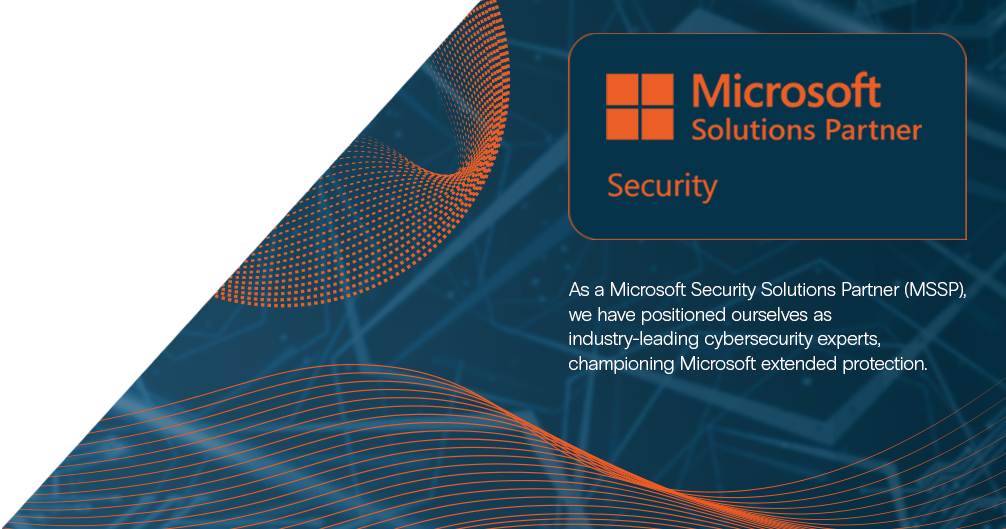 Microsoft
Solutions Partner
Security
As a Microsoft Security Solutions Partner (MSSP),
we have positioned ourselves as
industry-leading cybersecurity experts,
championing Microsoft extended protection.